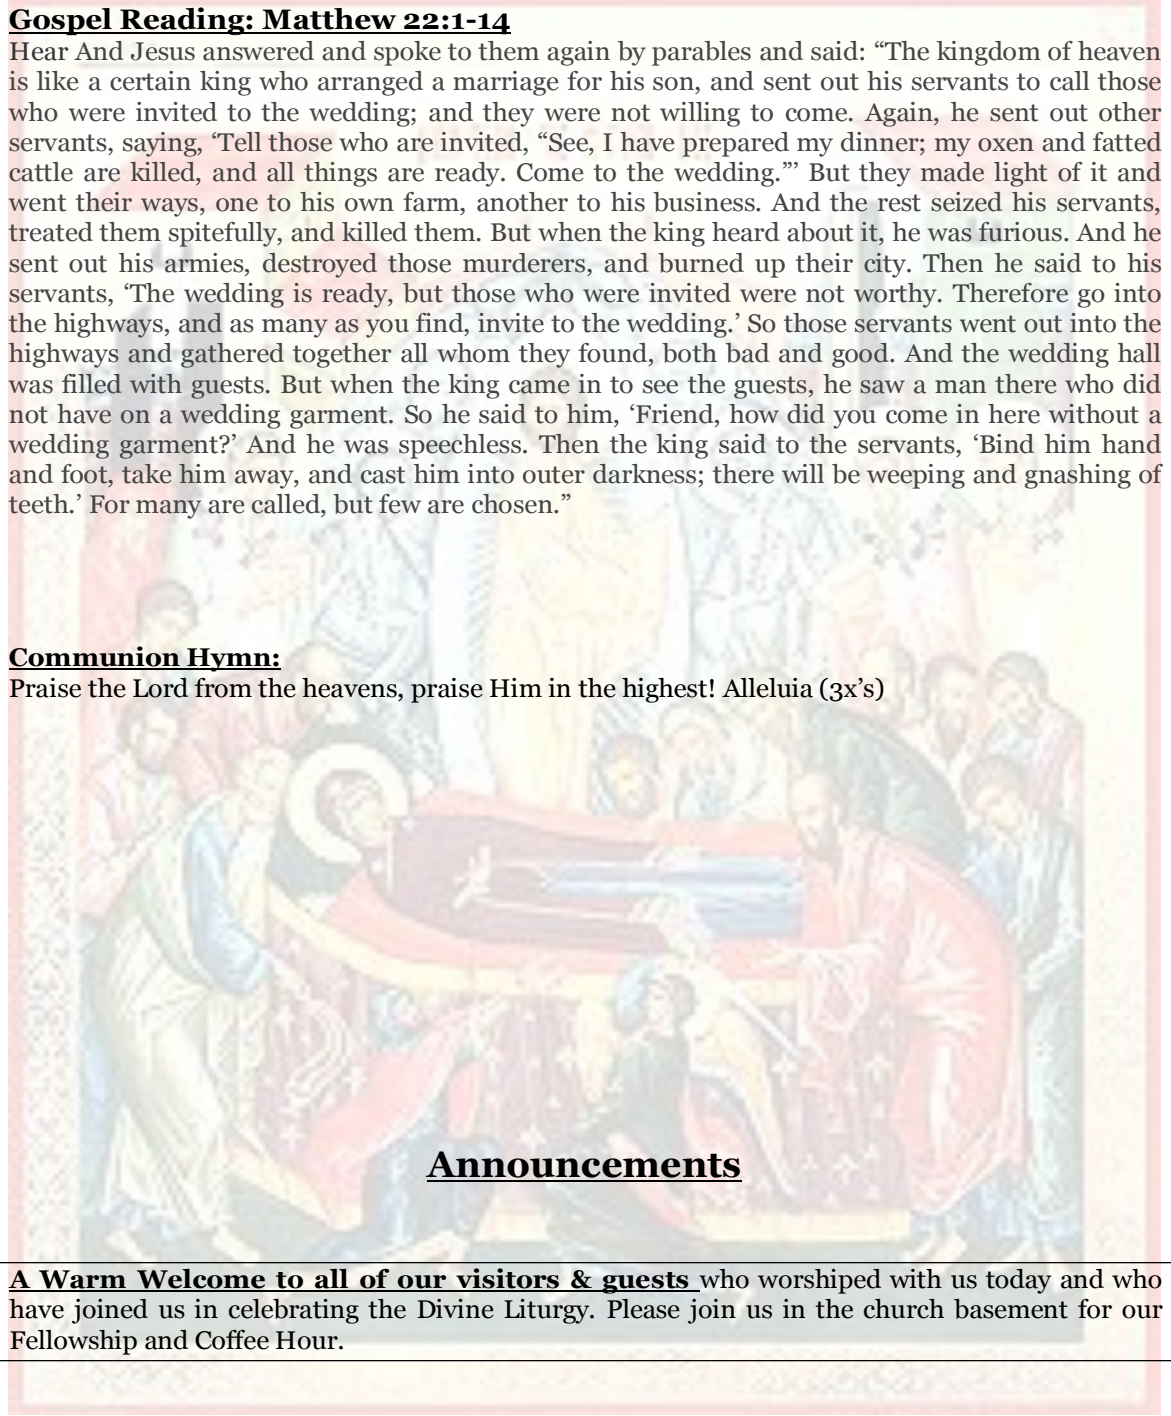 Gospel Reading: Matthew 22:1-14
Hear And Jesus answered and spoke to them again by parables and said: “The kingdom of heaven
is like a certain king who arranged a marriage for his son, and sent out his servants to call those
who were invited to the wedding; and they were not willing to come. Again, he sent out other
servants, saying, ‘Tell those who are invited, “See, I have prepared my dinner; my oxen and fatted
cattle are killed, and all things are ready. Come to the wedding.”’ But they made light of it and
went their ways, one to his own farm, another to his business. And the rest seized his servants,
treated them spitefully, and killed them. But when the king heard about it, he was furious. And he
sent out his armies, destroyed those murderers, and burned up their city. Then he said to his
servants, ‘The wedding is ready, but those who were invited were not worthy. Therefore go into
the highways, and as many as you find, invite to the wedding.’ So those servants went out into the
highways and gathered together all whom they found, both bad and good. And the wedding hall
was filled with guests. But when the king came in to see the guests, he saw a man there who did
not have on a wedding garment. So he said to him, ‘Friend, how did you come in here without a
wedding garment?’ And he was speechless. Then the king said to the servants, ‘Bind him hand
and foot, take him away, and cast him into outer darkness; there will be weeping and gnashing of
teeth.’ For many are called, but few are chosen.”
Communion Hymn:
Praise the Lord from the heavens, praise Him in the highest! Alleluia (3x’s)
Announcements
A Warm Welcome to all of our visitors & guests who worshiped with us today and who
have joined us in celebrating the Divine Liturgy. Please join us in the church basement for our
Fellowship and Coffee Hour.